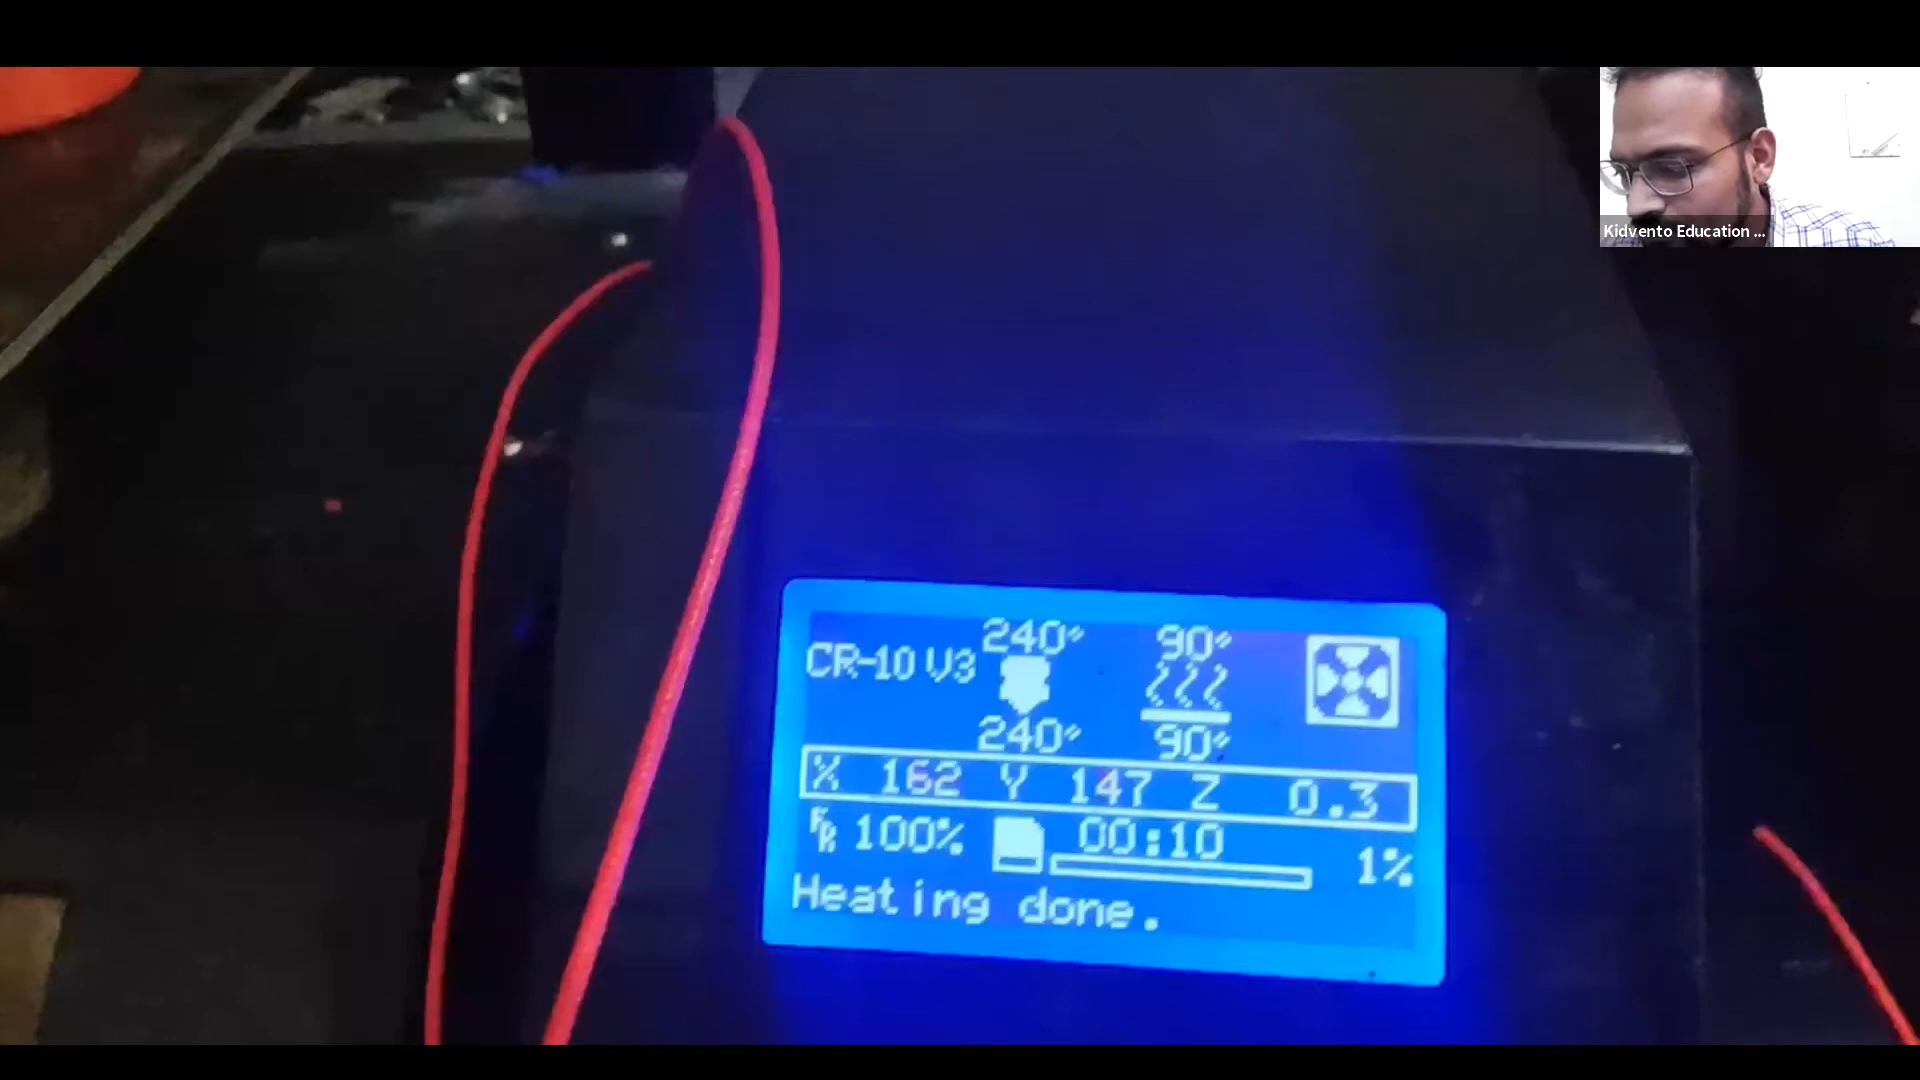 Kidvento Education ...
240°
90°
CR-10 V3
240°
90°
X 162 Y 147 Z 0.3
FR 100% 00:10
1%
Heating done.